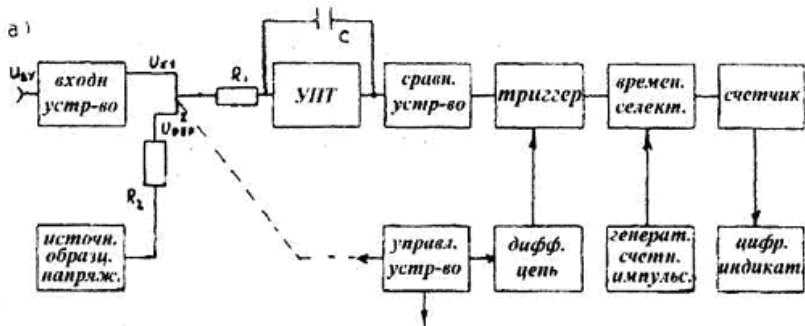 а)
Uвх
входн
устр-во
Uх1
R1
C
УПТ
сравн.
устр-во
триггер
времен.
селект.
счетчик
Uобр
R2
источн.
образц.
напряж.
управл.
устр-во
дифф.
цепь
генерат.
счетн.
импульс.
цифр.
индикат.